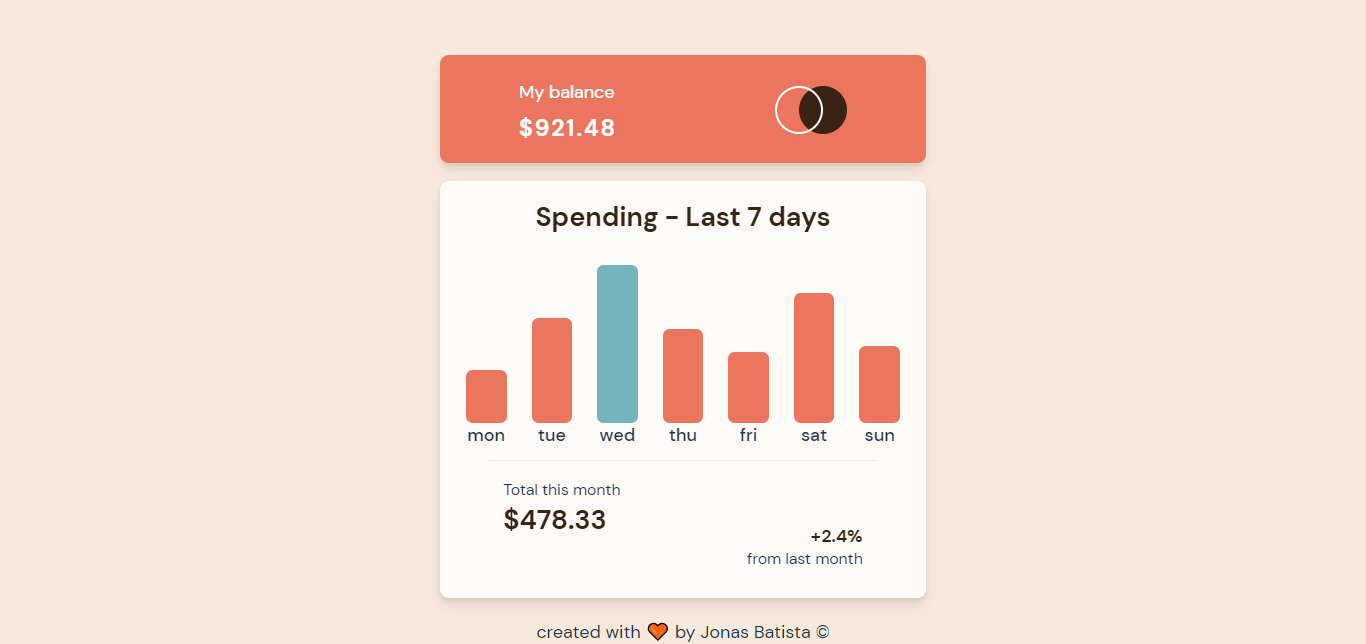 My balance
$921.48
Spending - Last 7 days
mon tue wed thu fri sat sun
Total this month
$478.33
+2.4%
from last month
created with 🧡 by Jonas Batista ©